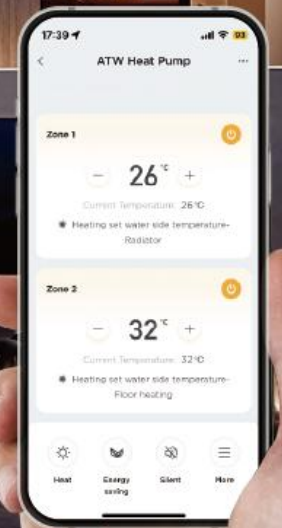 17:39
93
ATW Heat Pump
Zone 1
26°C
Current Temperature: 26°C
Heating set water side temperature-
Radiator
Zone 2
32°C
Current Temperature: 32°C
Heating set water side temperature-
Floor heating
Heat
Energy
saving
Silent
More